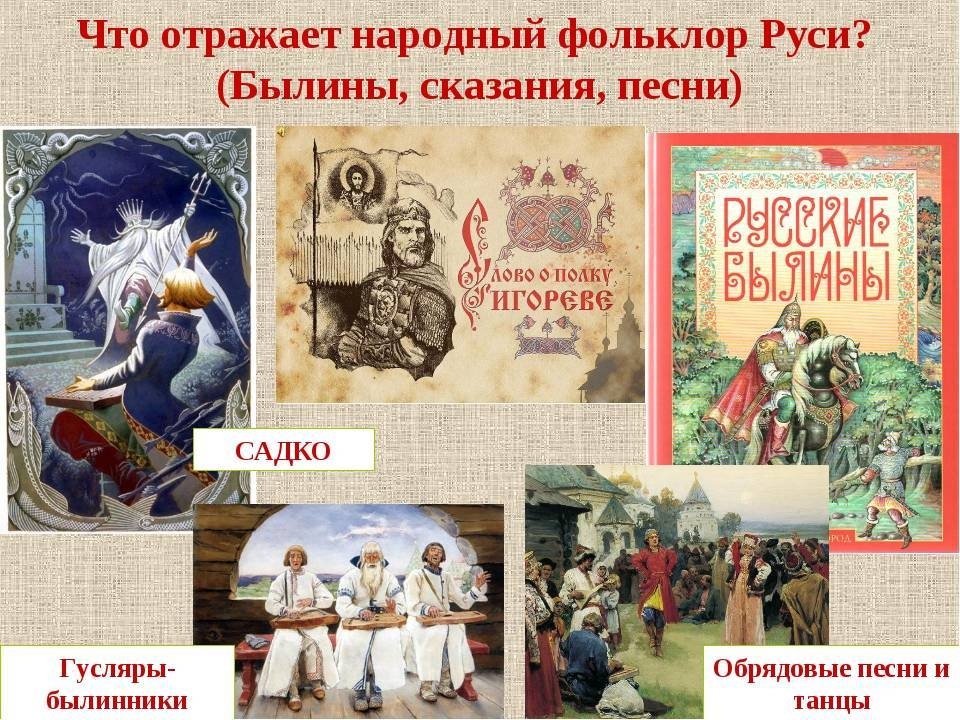 Что отражает народный фольклор Руси?
(Былины, сказания, песни)
Слово о полку
Игореве
РУССКИЕ
БЫЛИНЫ
САДКО
Гусляры-
былинники
Обрядовые песни и
танцы